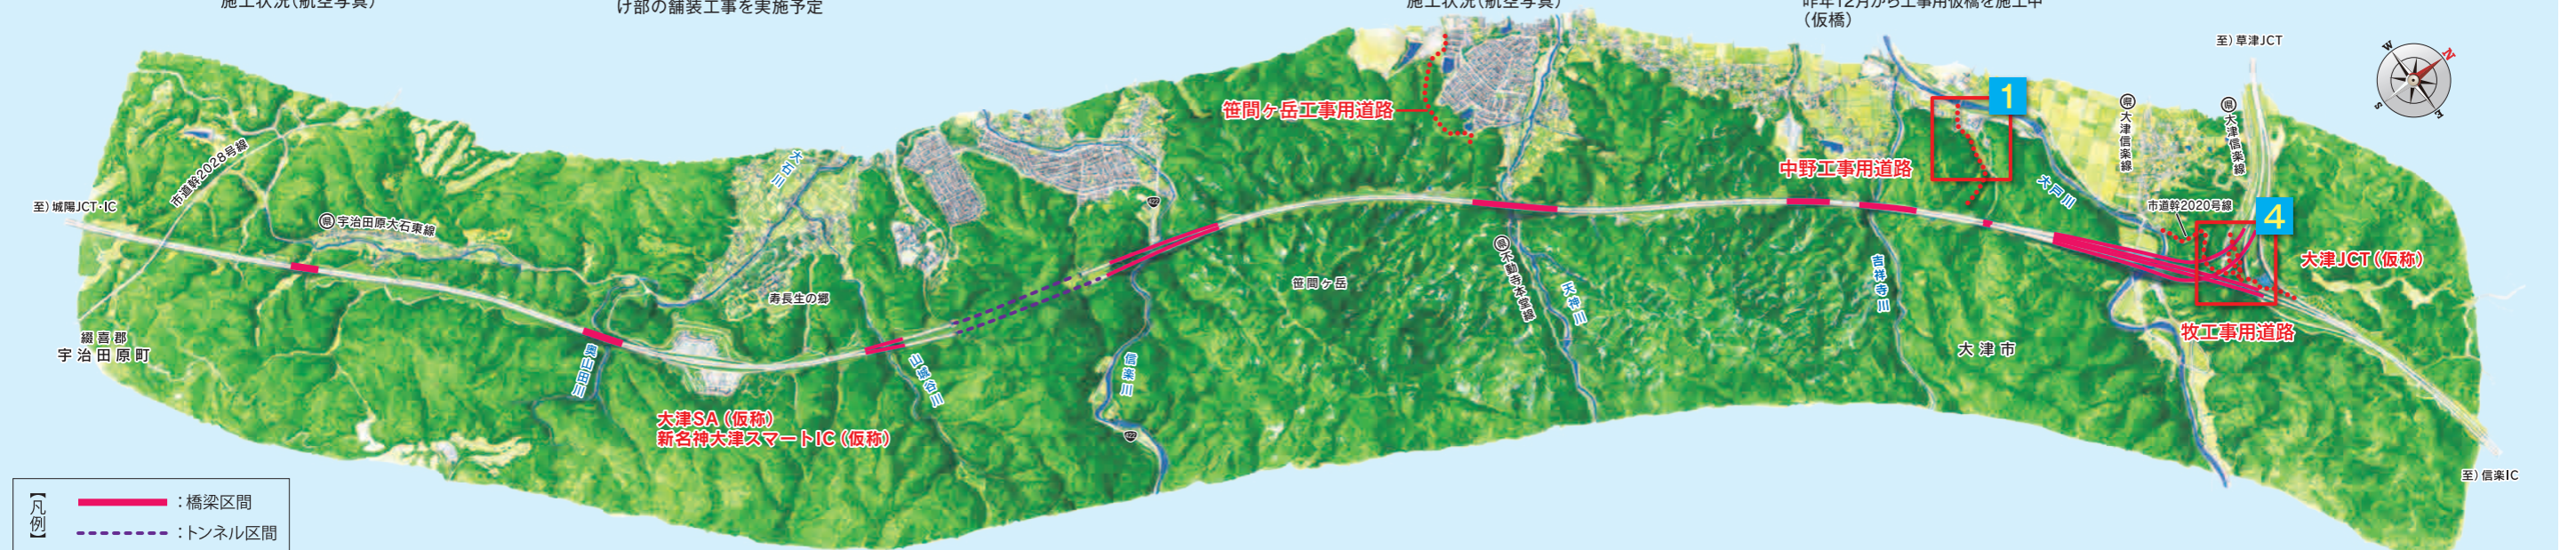 施工状況(航空写真)
け部の舗装工事を実施予定
施工状況(航空写真)
昨年12月から工事用仮橋を施工中
(仮橋)
至)草津JCT
W
N
S
E
1
笹間ヶ岳工事用道路
県
大津信楽線
県
大津信楽線
市道幹2028号線
大石川
中野工事用道路
大戸川
至)城陽JCT・IC
県 宇治田原大石東線
422
市道幹2020号線
4
県
不動寺本堂線
大津JCT(仮称)
吉祥寺川
笹間ヶ岳
天神川
寿長生の郷
綴喜郡
宇治田原町
奥山田川
信楽川
牧工事用道路
大津市
大津SA(仮称)
新名神大津スマートIC(仮称)
422
至)信楽IC
【凡例】
:橋梁区間
:トンネル区間